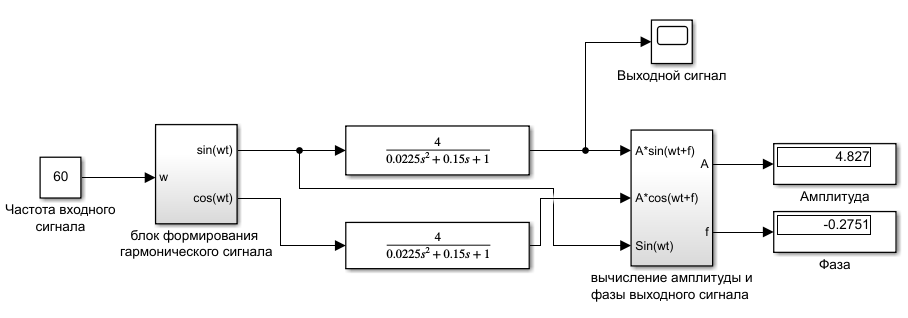 Выходной сигнал
60
Частота входного
сигнала
w
sin(wt)
cos(wt)
блок формирования
гармонического сигнала
4
0.0225s² + 0.15s + 1
4
0.0225s² + 0.15s + 1
A*sin(wt+f)
A*cos(wt+f)
Sin(wt)
A
f
вычисление амплитуды и
фазы выходного сигнала
4.827
Амплитуда
-0.2751
Фаза